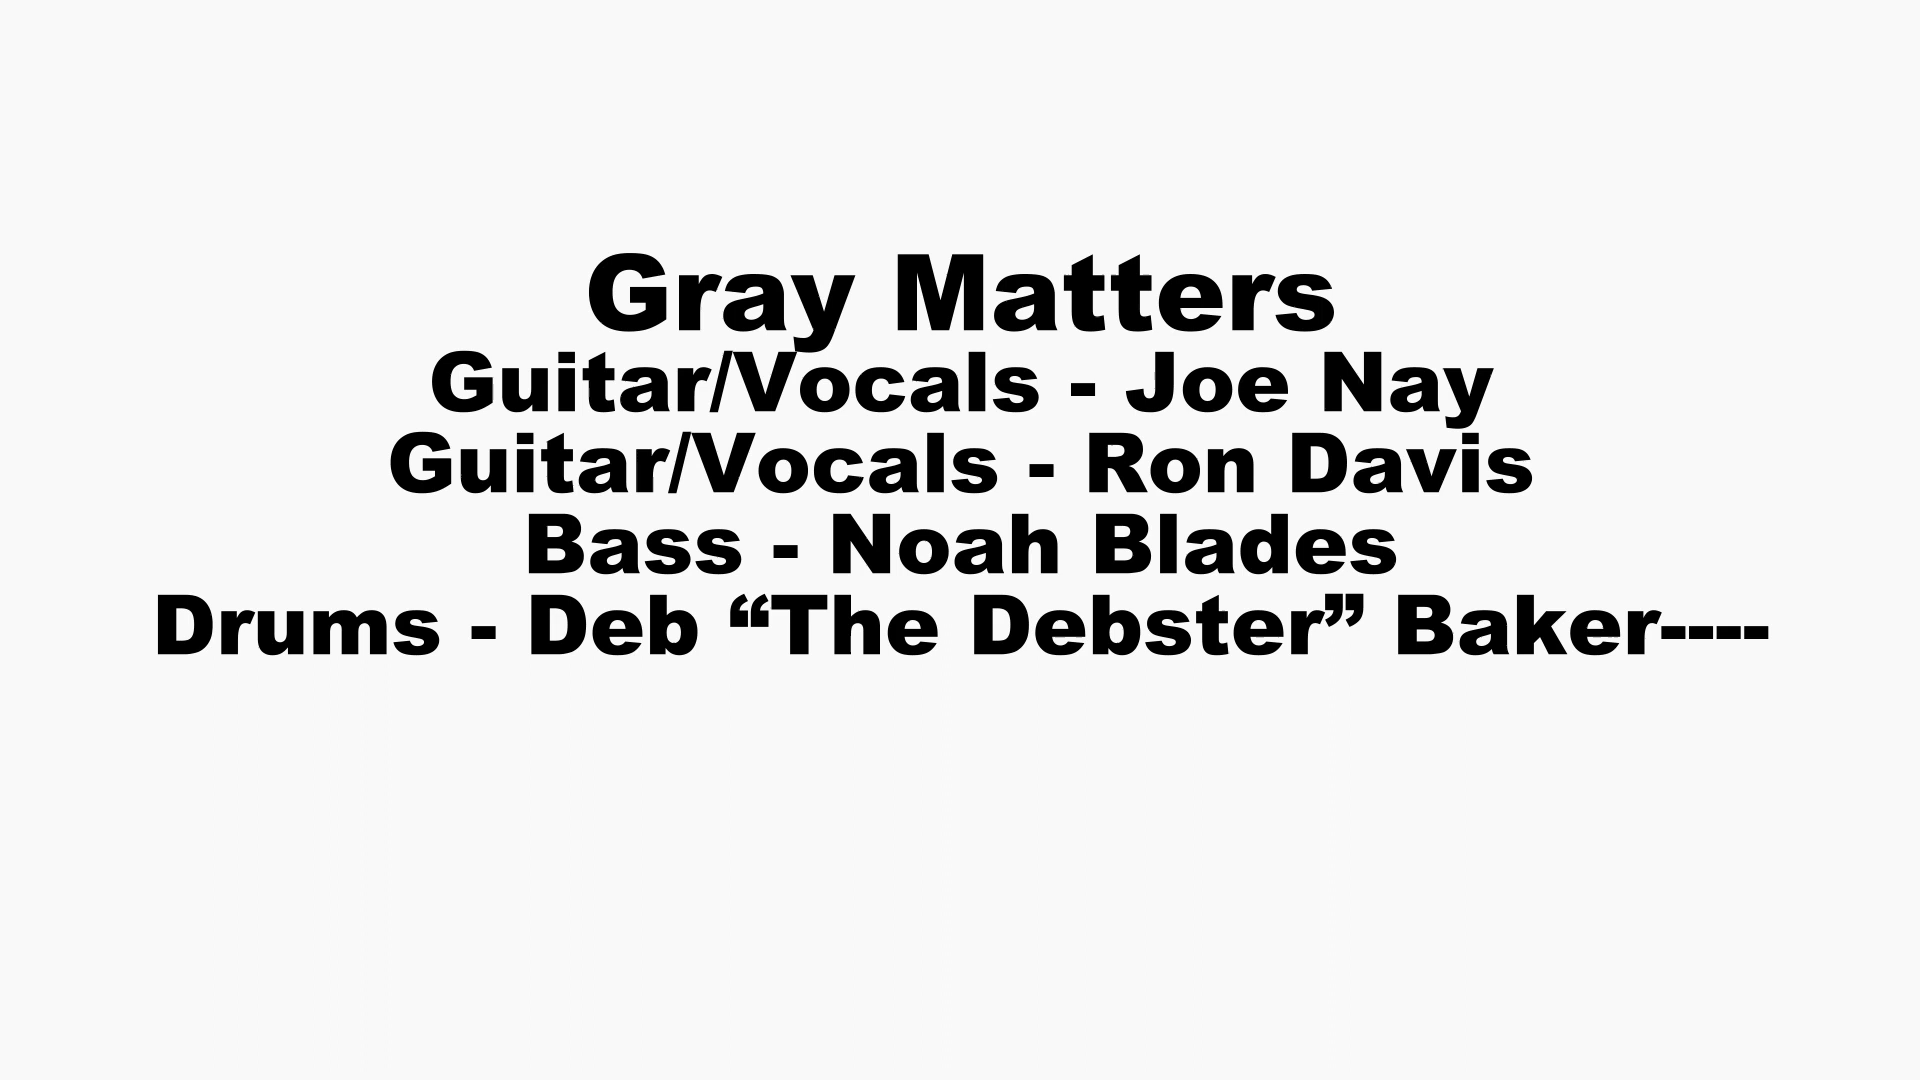 Gray Matters
Guitar/Vocals - Joe Nay
Guitar/Vocals - Ron Davis
Bass - Noah Blades
Drums - Deb “The Debster” Baker----